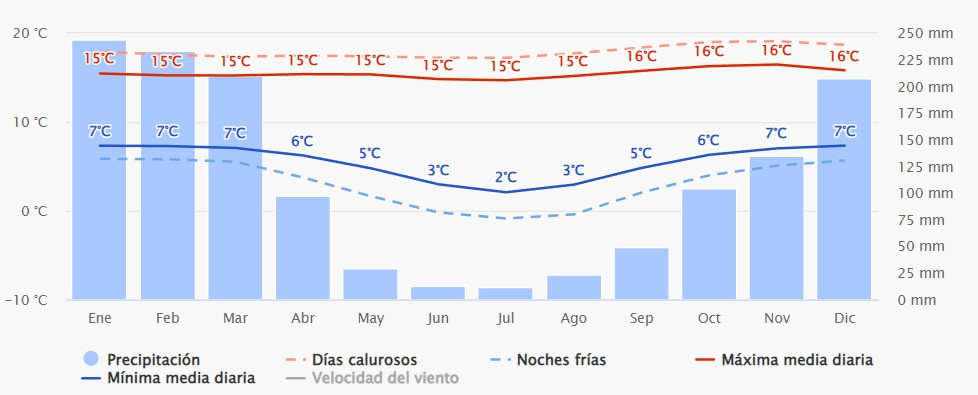 20 °C
10 °C
0 °C
−10 °C
250 mm
225 mm
200 mm
175 mm
150 mm
125 mm
100 mm
75 mm
50 mm
25 mm
0 mm
15°C 15°C 15°C 15°C 15°C 15°C 15°C 15°C 16°C 16°C 16°C 16°C
7°C 7°C 7°C 6°C 5°C 3°C 2°C 3°C 5°C 6°C 7°C 7°C
Ene Feb Mar Abr May Jun Jul Ago Sep Oct Nov Dic
Precipitación Días calurosos Noches frías Máxima media diaria
Mínima media diaria Velocidad del viento